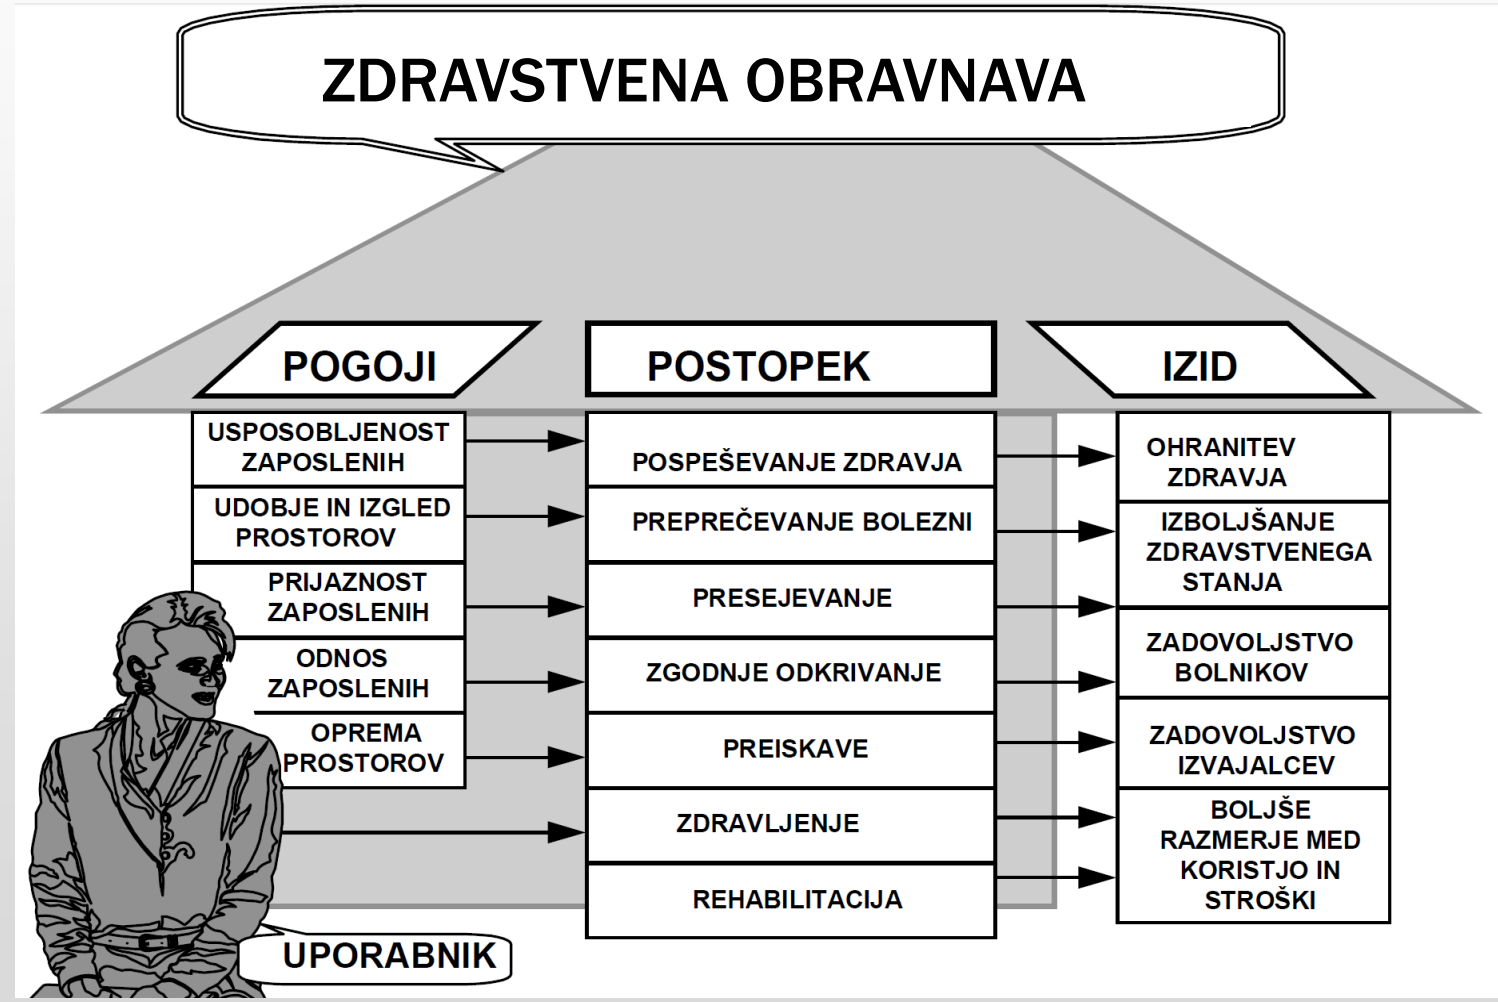 ZDRAVSTVENA OBRAVNAVA
POGOJI
USPOSOBLJENOST
ZAPOSLENIH
UDOBJE IN IZGLED
PROSTOROV
PRIJAZNOST
ZAPOSLENIH
ODNOS
ZAPOSLENIH
OPREMA
PROSTOROV
POSTOPEK
POSPEŠEVANJE ZDRAVJA
PREPREČEVANJE BOLEZNI
PRESEJEVANJE
ZGODNJE ODKRIVANJE
PREISKAVE
ZDRAVLJENJE
REHABILITACIJA
IZID
OHRANITEV
ZDRAVJA
IZBOLJŠANJE
ZDRAVSTVENEGA
STANJA
ZADOVOLJSTVO
BOLNIKOV
ZADOVOLJSTVO
IZVAJALCEV
BOLJŠE
RAZMERJE MED
KORISTJO IN
STROŠKI
UPORABNIK